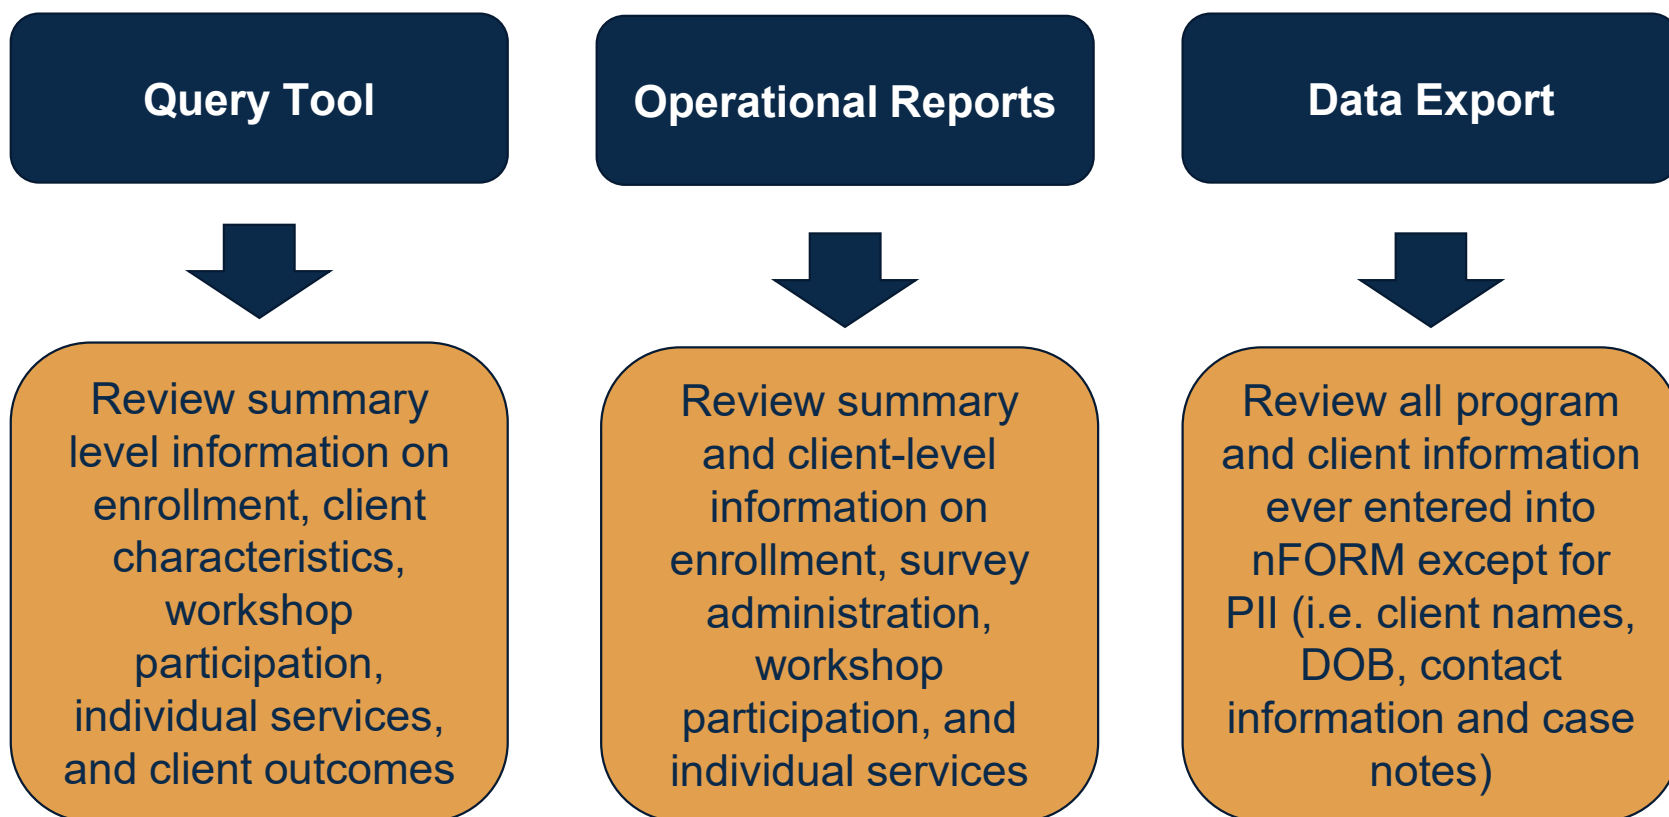 Query Tool
Operational Reports
Data Export
Review summary
level information on
enrollment, client
characteristics,
workshop
participation,
individual services,
and client outcomes
Review summary
and client-level
information on
enrollment, survey
administration,
workshop
participation, and
individual services
Review all program
and client information
ever entered into
nFORM except for
PII (i.e. client names,
DOB, contact
information and case
notes)